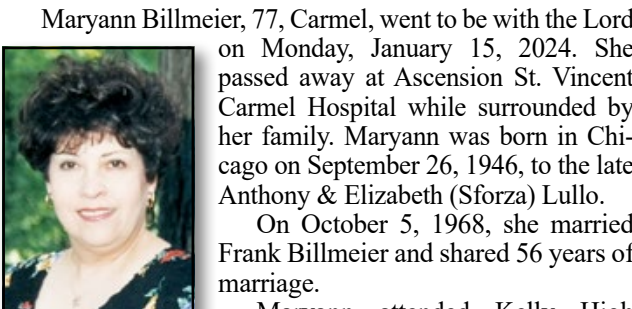 Maryann Billmeier, 77, Carmel, went to be with the Lord
on Monday, January 15, 2024. She
passed away at Ascension St. Vincent
Carmel Hospital while surrounded by
her family. Maryann was born in Chi-
cago on September 26, 1946, to the late
Anthony & Elizabeth (Sforza) Lullo.
On October 5, 1968, she married
Frank Billmeier and shared 56 years of
marriage.
Maryann attended Kelly High